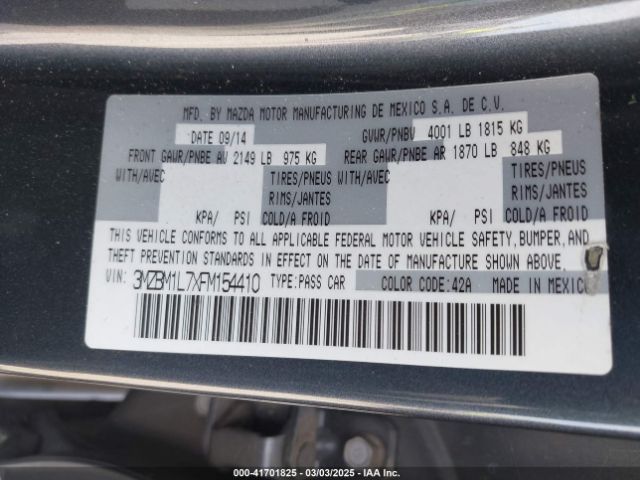 MFD. BY MAZDA MOTOR MANUFACTURING DE MEXICO S.A. DE C.V.
DATE 09/14 GVWR/PNBV 4001 LB 1815 KG
FRONT GAWR/PNBE AV 2149 LB 975 KG REAR GAWR/PNBE AR 1870 LB 848 KG
WITH/AVEC TIRES/PNEUS WITH/AVEC TIRES/PNEUS
RIMS/JANTES RIMS/JANTES
KPA/ PSI COLD/A FROID KPA/ PSI COLD/A FROID
THIS VEHICLE CONFORMS TO ALL APPLICABLE FEDERAL MOTOR VEHICLE SAFETY, BUMPER, AND
THEFT PREVENTION STANDARDS IN EFFECT ON THE DATE OF MANUFACTURE SHOWN ABOVE.
VIN: 3MZBM1L7XFM154410 TYPE: PASS CAR COLOR CODE: 42A MADE IN MEXICO
000-41701825 - 03/03/2025 - IAA Inc.